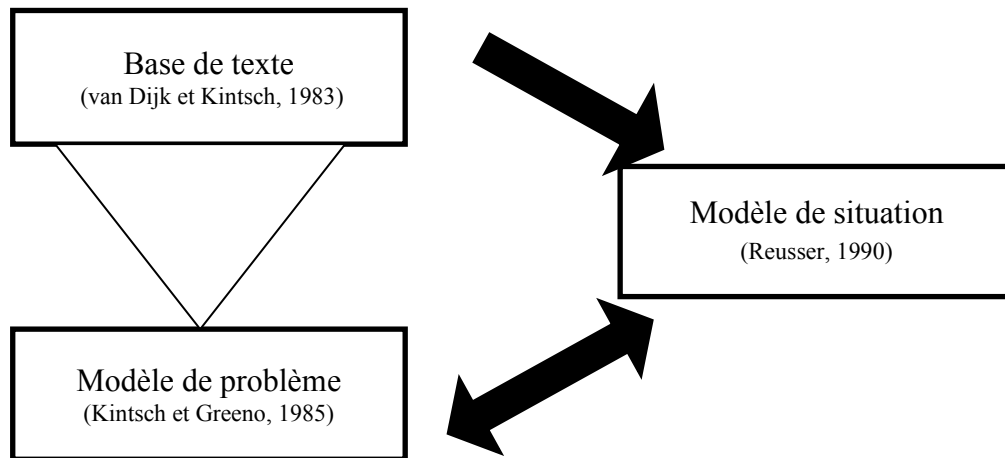 Base de texte
(van Dijk et Kintsch, 1983)
Modèle de situation
(Reusser, 1990)
Modèle de problème
(Kintsch et Greeno, 1985)